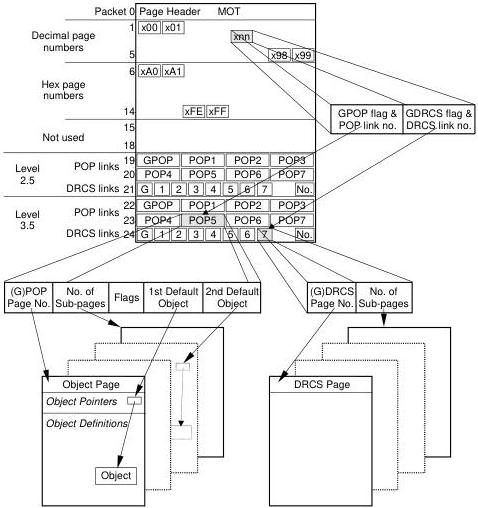 Packet 0 Page Header MOT
1 x00 x01
Decimal page
numbers
xnn
5 x98 x99
6 xA0 xA1
Hex page
numbers
GPOP flag &
POP link no.
GDRCS flag &
DRCS link no.
14 xFE xFF
15
Not used
18
Level
2.5
POP links 19 GPOP POP1 POP2 POP3
20 POP4 POP5 POP6 POP7
DRCS links 21 G 1 2 3 4 5 6 7 No.
Level
3.5
POP links 22 GPOP POP1 POP2 POP3
23 POP4 POP5 POP6 POP7
DRCS links 24 G 1 2 3 4 5 6 7 No.
(G)POP
Page No.
No. of
Sub-pages
Flags
1st Default
Object
2nd Default
Object
(G)DRCS
Page No.
No. of
Sub-pages
Object Page
Object Pointers
Object Definitions
Object
DRCS Page